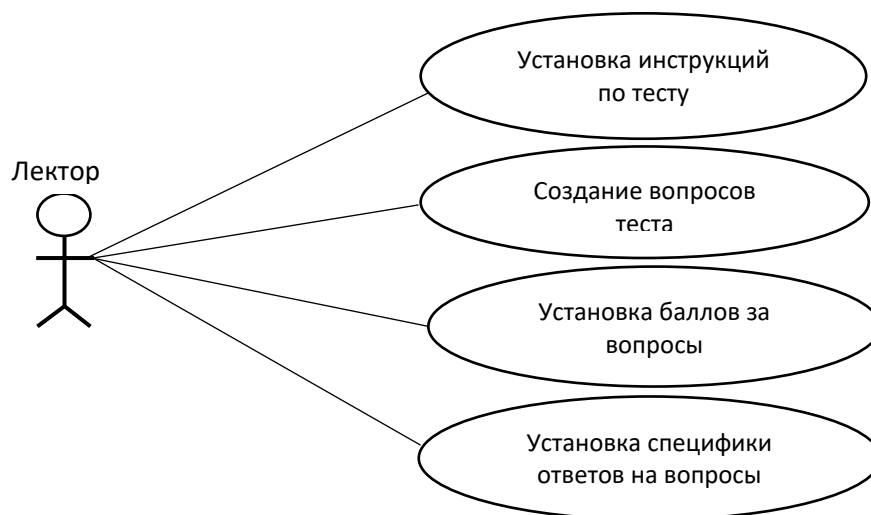 Установка инструкций
по тесту
Лектор
Создание вопросов
теста
Установка баллов за
вопросы
Установка специфики
ответов на вопросы